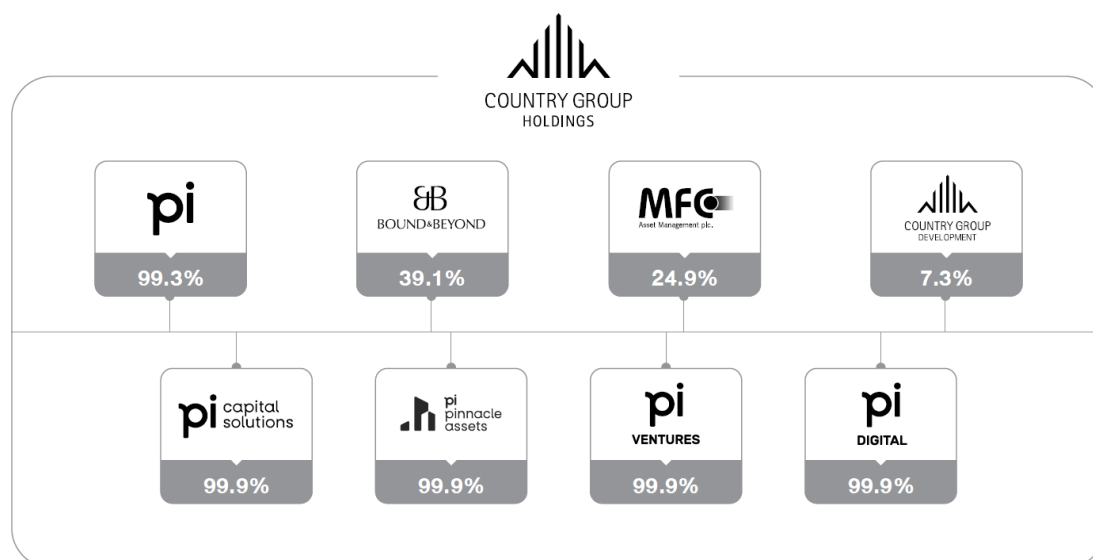 COUNTRY GROUP
HOLDINGS
pi
99.3%
BB
BOUND&BEYOND
39.1%
MFC
Asset Management plc.
24.9%
COUNTRY GROUP
DEVELOPMENT
7.3%
pi capital
solutions
99.9%
pi
pinnacle
assets
99.9%
pi
VENTURES
99.9%
pi
DIGITAL
99.9%